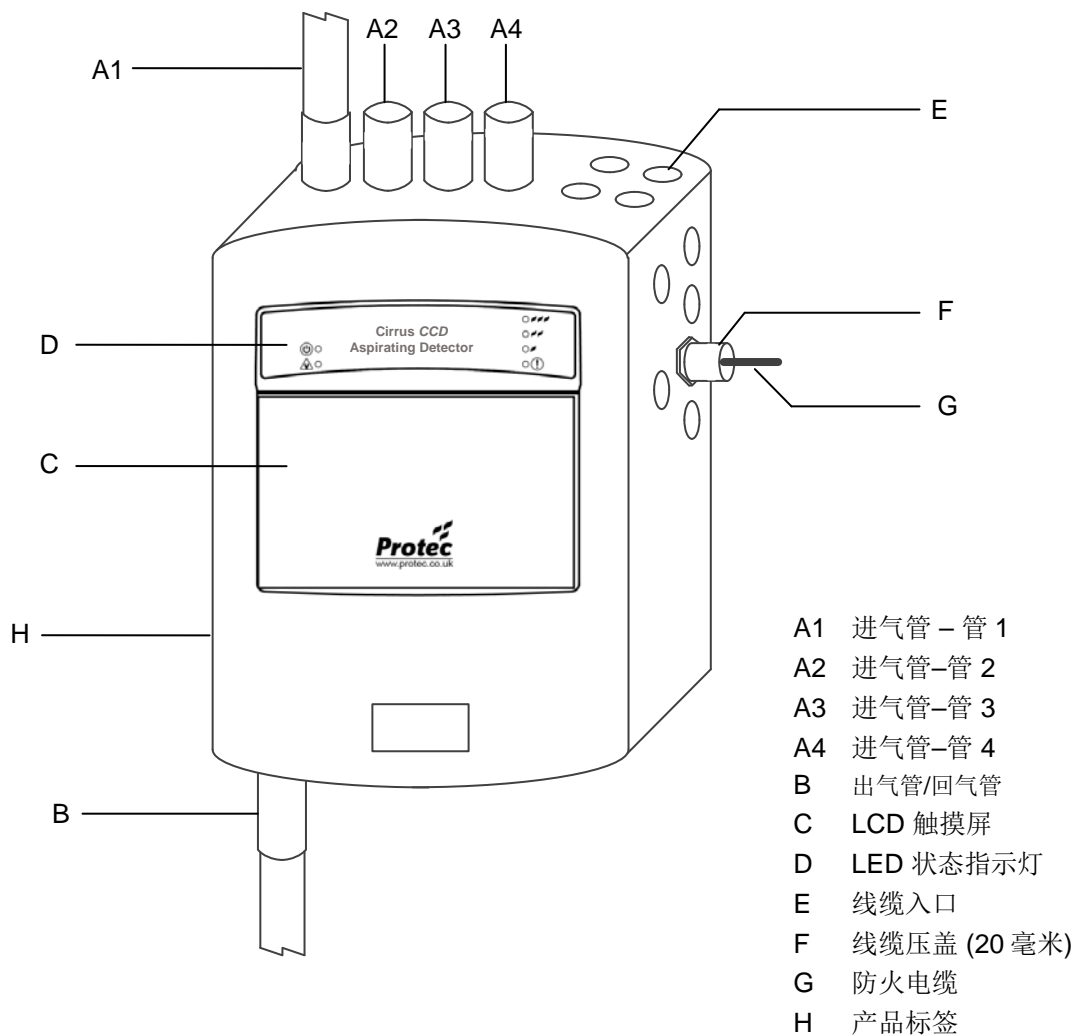 A2 A3 A4
A1
E
Cirrus CCD
Aspirating Detector
F
D
G
C
Protec
www.protec.co.uk
H
B
A1 进气管 – 管 1
A2 进气管–管 2
A3 进气管–管 3
A4 进气管–管 4
B 出气管/回气管
C LCD 触摸屏
D LED 状态指示灯
E 线缆入口
F 线缆压盖 (20 毫米)
G 防火电缆
H 产品标签